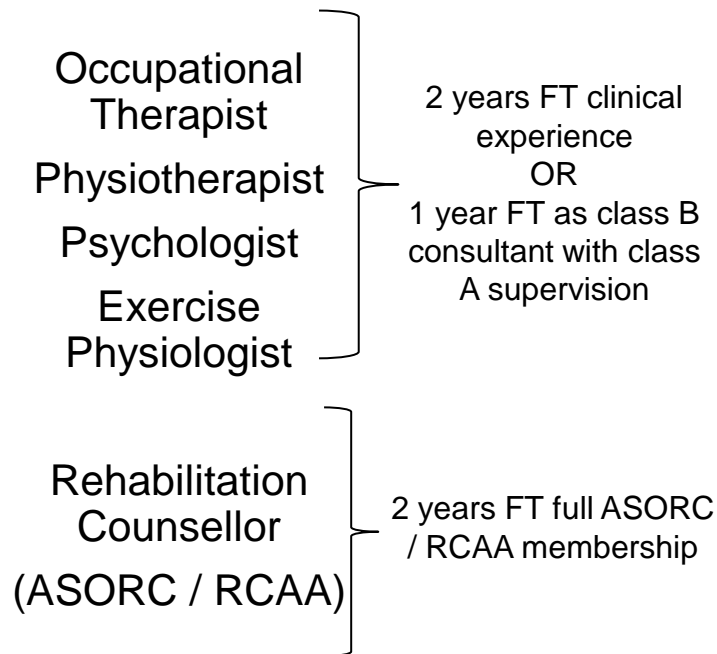 Occupational
Therapist
Physiotherapist
Psychologist
Exercise
Physiologist
2 years FT clinical
experience
OR
1 year FT as class B
consultant with class
A supervision
Rehabilitation
Counsellor
(ASORC / RCAA)
2 years FT full ASORC
/ RCAA membership